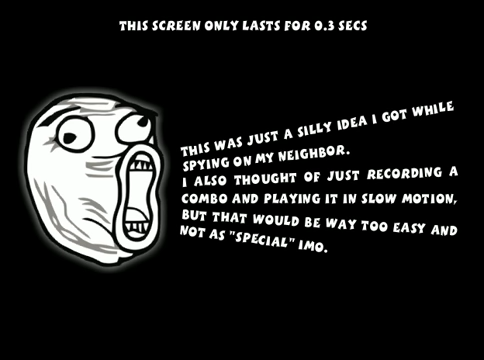 THIS SCREEN ONLY LASTS FOR 0.3 SECS
THIS WAS JUST A SILLY IDEA I GOT WHILE
SPYING ON MY NEIGHBOR.
I ALSO THOUGHT OF JUST RECORDING A
COMBO AND PLAYING IT IN SLOW MOTION,
BUT THAT WOULD BE WAY TOO EASY AND
NOT AS "SPECIAL" IMO.